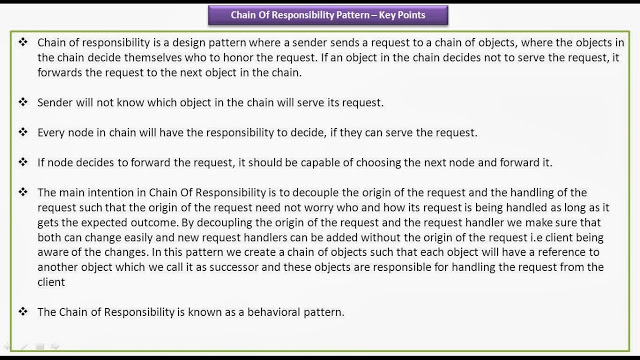 Chain Of Responsibility Pattern – Key Points
❖ Chain of responsibility is a design pattern where a sender sends a request to a chain of objects, where the objects in
the chain decide themselves who to honor the request. If an object in the chain decides not to serve the request, it
forwards the request to the next object in the chain.
❖ Sender will not know which object in the chain will serve its request.
❖ Every node in chain will have the responsibility to decide, if they can serve the request.
❖ If node decides to forward the request, it should be capable of choosing the next node and forward it.
❖ The main intention in Chain Of Responsibility is to decouple the origin of the request and the handling of the
request such that the origin of the request need not worry who and how its request is being handled as long as it
gets the expected outcome. By decoupling the origin of the request and the request handler we make sure that
both can change easily and new request handlers can be added without the origin of the request i.e client being
aware of the changes. In this pattern we create a chain of objects such that each object will have a reference to
another object which we call it as successor and these objects are responsible for handling the request from the
client
❖ The Chain of Responsibility is known as a behavioral pattern.